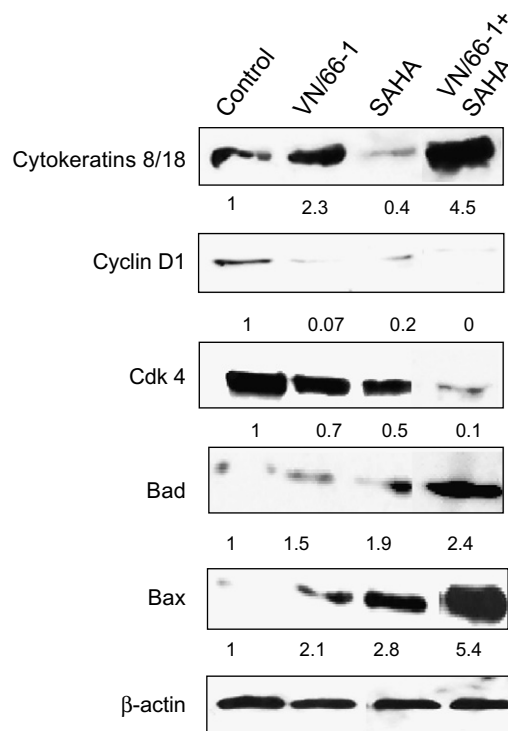 Control VN/66-1 SAHA VN/66-1+ SAHA
Cytokeratins 8/18
1 2.3 0.4 4.5
Cyclin D1
1 0.07 0.2 0
Cdk 4
1 0.7 0.5 0.1
Bad
1 1.5 1.9 2.4
Bax
1 2.1 2.8 5.4
β-actin